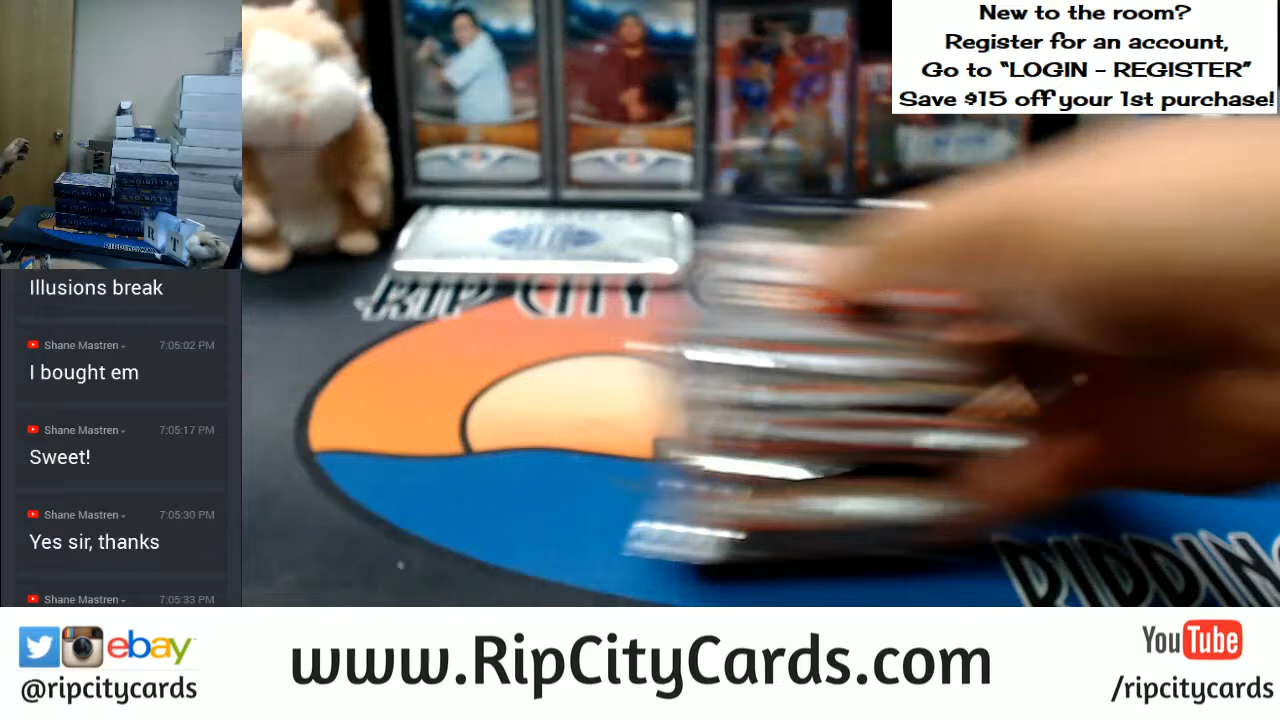 New to the room?
Register for an account,
Go to "LOGIN - REGISTER"
Save $15 off your 1st purchase!
Illusions break
Shane Mastren
7:05:02 PM
I bought em
Shane Mastren
7:05:17 PM
Sweet!
Shane Mastren
7:05:30 PM
Yes sir, thanks
Shane Mastren
7:05:33 PM
RIP CITY
R T
ebay
@ripcitycards
www.RipCityCards.com
YouTube
/ripcitycards